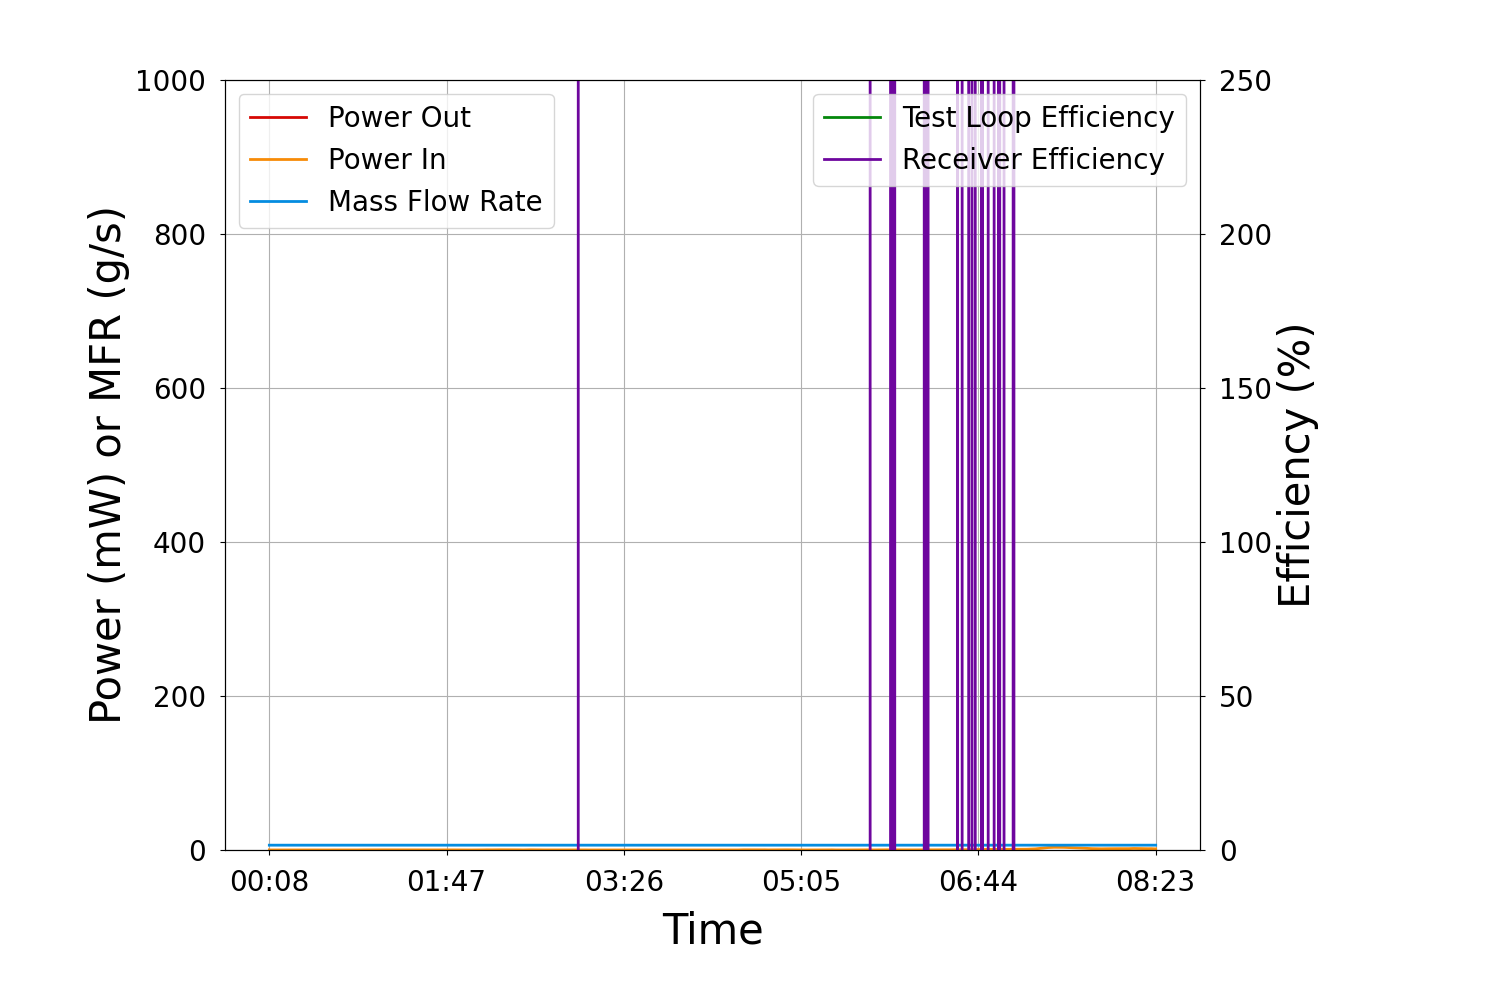 1000
800
600
400
200
0
Power (mW) or MFR (g/s)
Power Out
Power In
Mass Flow Rate
Test Loop Efficiency
Receiver Efficiency
250
200
150
100
50
0
Efficiency (%)
00:08 01:47 03:26 05:05 06:44 08:23
Time